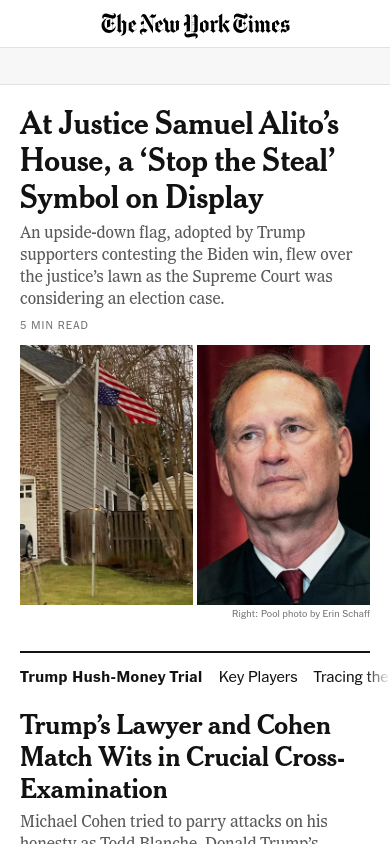 The New York Times
At Justice Samuel Alito’s
House, a ‘Stop the Steal’
Symbol on Display
An upside-down flag, adopted by Trump
supporters contesting the Biden win, flew over
the justice’s lawn as the Supreme Court was
considering an election case.
5 MIN READ
Right: Pool photo by Erin Schaff
Trump Hush-Money Trial Key Players Tracing the
Trump’s Lawyer and Cohen
Match Wits in Crucial Cross-
Examination
Michael Cohen tried to parry attacks on his
honesty as Todd Blanche, Donald Trump’s